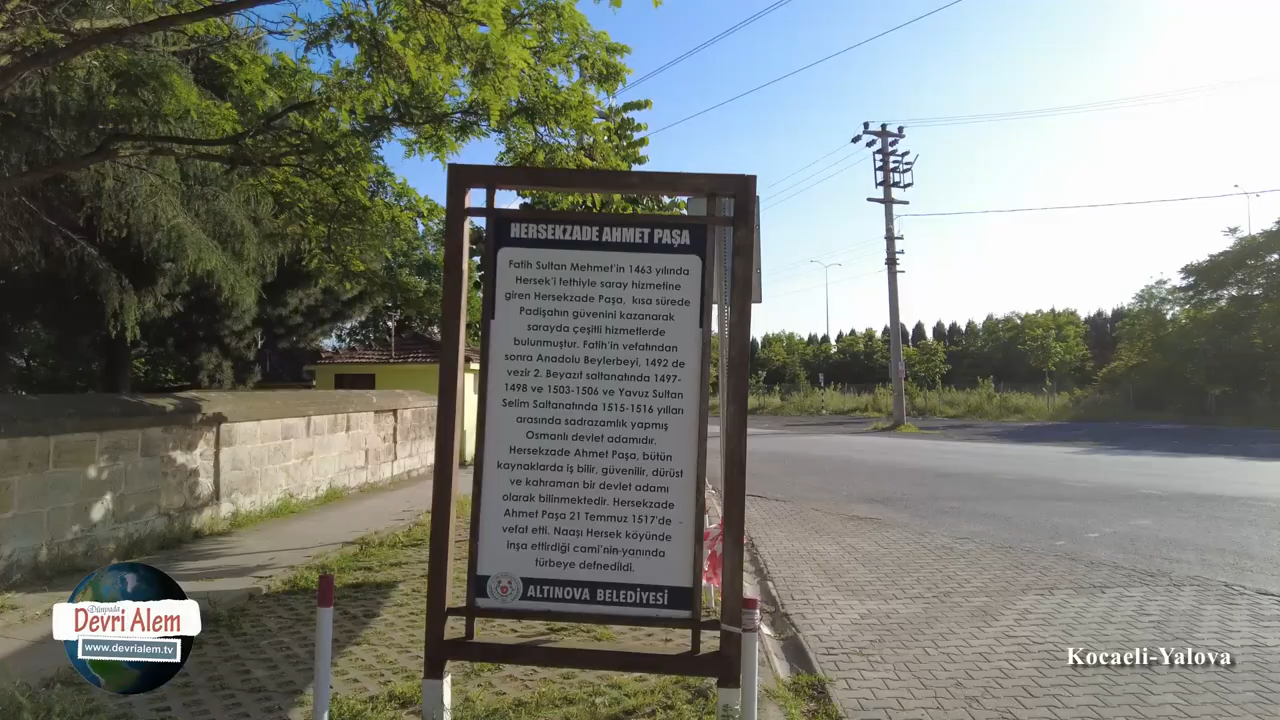 HERSEKZADE AHMET PAŞA
Fatih Sultan Mehmet'in 1463 yılında
Hersek'i fethiyle saray hizmetine
giren Hersekzade Paşa, kısa sürede
Padişahın güvenini kazanarak
sarayda çeşitli hizmetlerde
bulunmuştur. Fatih'in vefatından
sonra Anadolu Beylerbeyi, 1492 de
vezir 2. Beyazıt saltanatında 1497-
1498 ve 1503-1506 ve Yavuz Sultan
Selim Saltanatında 1515-1516 yılları
arasında sadrazamlık yapmış
Osmanlı devlet adamıdır.
Hersekzade Ahmet Paşa, bütün
kaynaklarda iş bilir, güvenilir, dürüst
ve kahraman bir devlet adamı
olarak bilinmektedir. Hersekzade
Ahmet Paşa 21 Temmuz 1517'de
vefat etti. Naaşı Hersek köyünde
inşa ettirdiği cami'nin yanında
türbeye defnedildi.
ALTINOVA BELEDİYESİ
Dünyada
Devri Alem
www.devrialem.tv
Kocaeli-Yalova